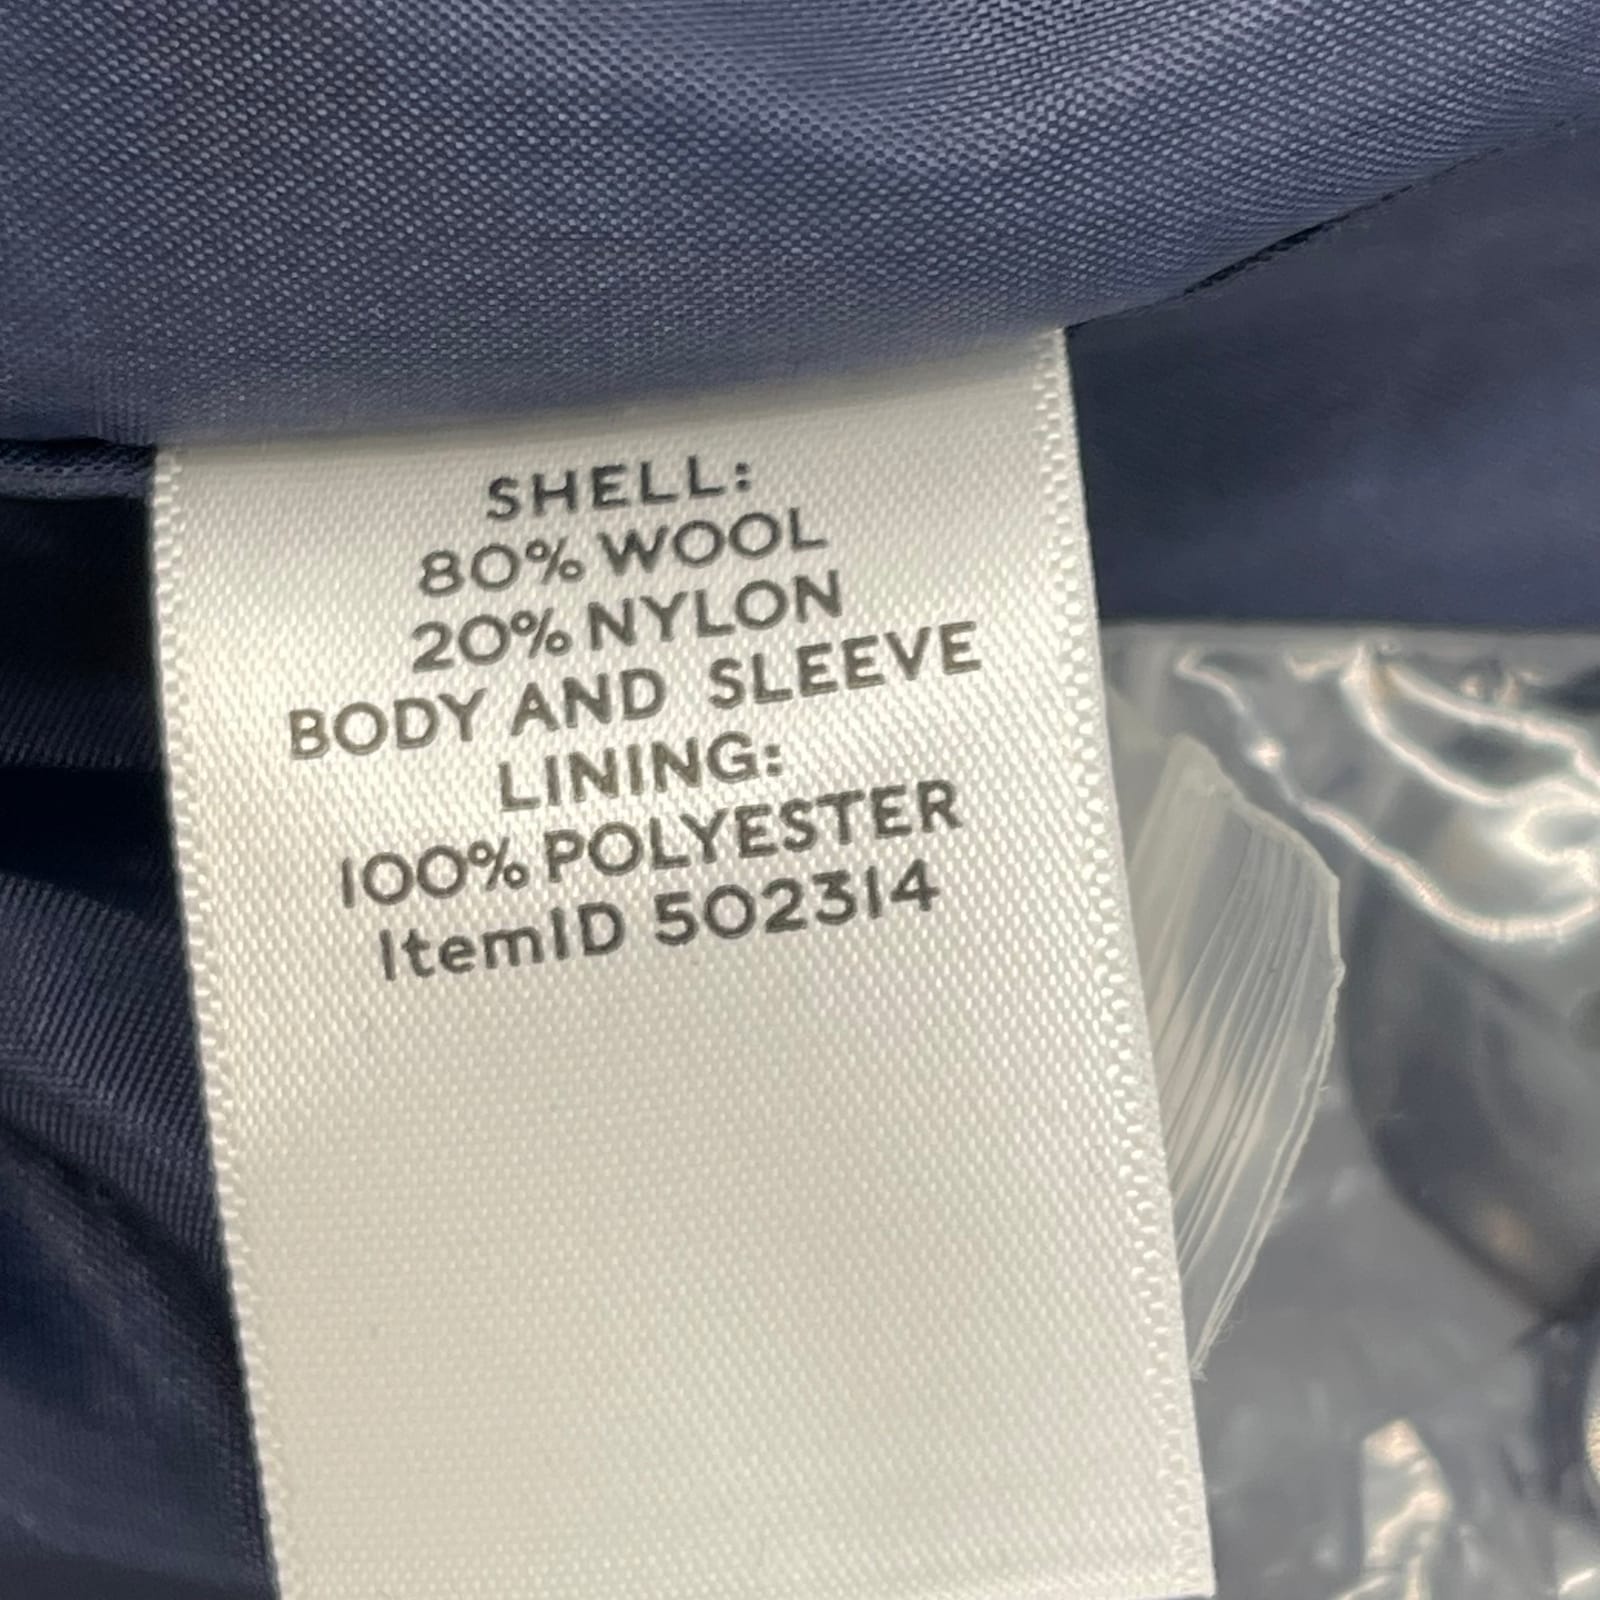 SHELL:
80% WOOL
20% NYLON
BODY AND SLEEVE
LINING:
100% POLYESTER
ItemID 502314